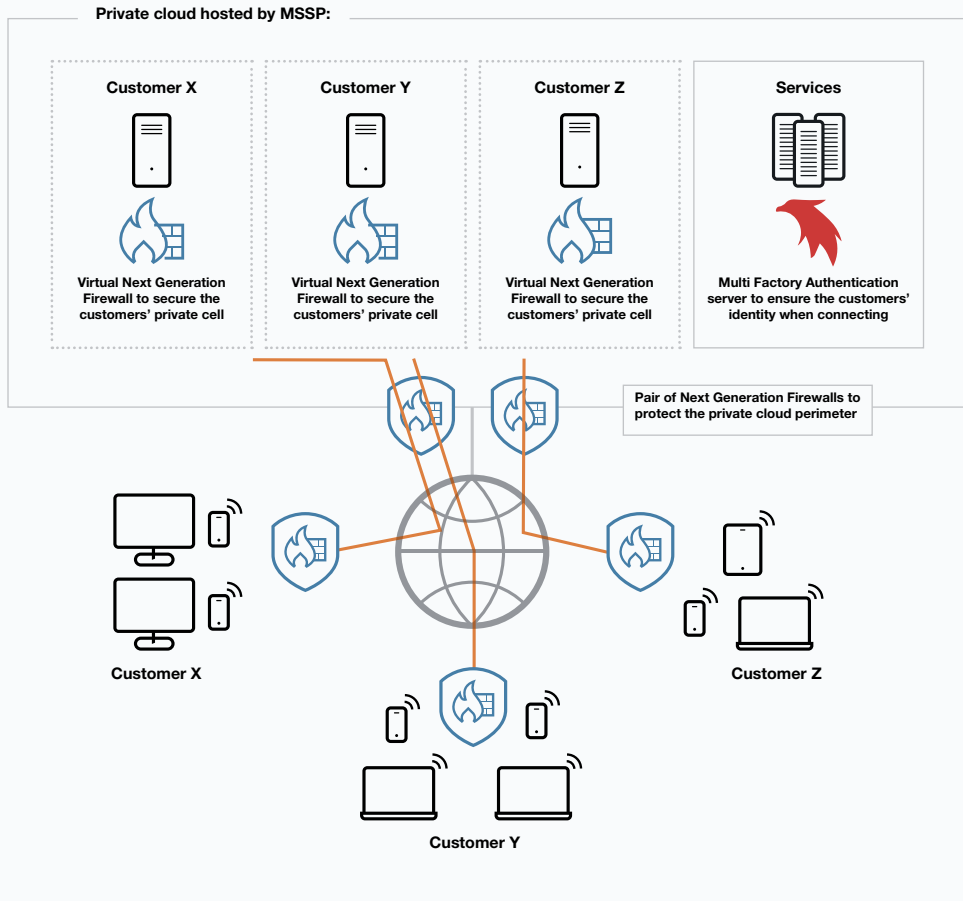 Private cloud hosted by MSSP:
Customer X
Virtual Next Generation
Firewall to secure the
customers’ private cell
Customer Y
Virtual Next Generation
Firewall to secure the
customers’ private cell
Customer Z
Virtual Next Generation
Firewall to secure the
customers’ private cell
Services
Multi Factory Authentication
server to ensure the customers’
identity when connecting
Pair of Next Generation Firewalls to
protect the private cloud perimeter
Customer X
Customer Z
Customer Y